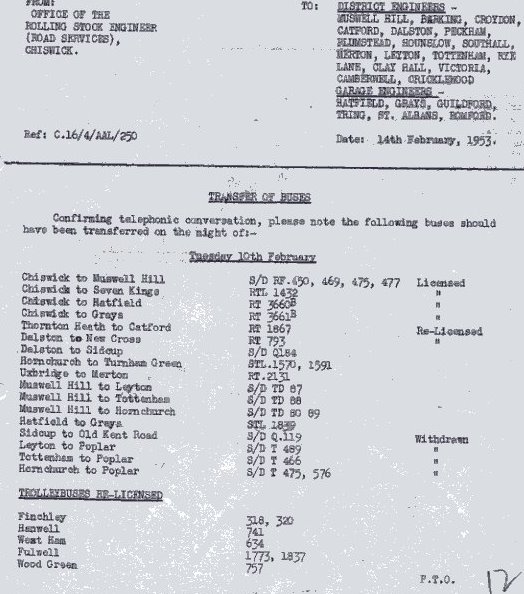 FROM:
OFFICE OF THE
ROLLING STOCK ENGINEER
(ROAD SERVICES),
CHISWICK.
TO: DISTRICT ENGINEERS -
MUSWELL HILL, BARKING, CROYDON,
CATFORD, DALSTON, PECKHAM,
PLUMSTEAD, HOUNSLOW, SOUTHALL,
MERTON, LEYTON, TOTTENHAM, RYE
LANE, CLAY HALL, VICTORIA,
CAMBERWELL, CRICKLEWOOD
GARAGE ENGINEERS -
HATFIELD, GRAYS, GUILDFORD,
TRING, ST. ALBANS, ROMFORD.
Ref: C.16/4/AAL/250
Date: 14th February, 1953.
TRANSFER OF BUSES
Confirming telephonic conversation, please note the following buses should
have been transferred on the night of:-
Tuesday 10th February
Chiswick to Muswell Hill S/D RF.450, 469, 475, 477 Licensed
Chiswick to Seven Kings RTL 1432 "
Chiswick to Hatfield RT 3660B "
Chiswick to Grays RT 3661B "
Thornton Heath to Catford RT 1867 Re-Licensed
Dalston to New Cross RT 793 "
Dalston to Sidcup S/D Q184
Hornchurch to Turnham Green STL.1570, 1591
Uxbridge to Merton RT.2131
Muswell Hill to Leyton S/D TD 87
Muswell Hill to Tottenham S/D TD 88
Muswell Hill to Hornchurch S/D TD 80 89
Hatfield to Grays STL 1839
Sidcup to Old Kent Road S/D Q.119 Withdrawn
Leyton to Poplar S/D T 489 "
Tottenham to Poplar S/D T 466 "
Hornchurch to Poplar S/D T 475, 576 "
TROLLEYBUSES RE-LICENSED
Finchley 318, 320
Hanwell 741
West Ham 634
Fulwell 1773, 1837
Wood Green 757
P.T.O. 12